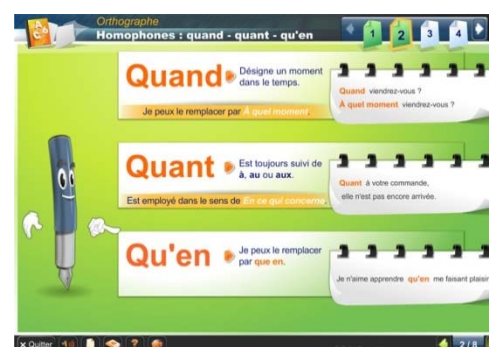 Orthographe
Homophones : quand - quant - qu'en
1 2 3 4
Quand
Désigne un moment
dans le temps.
Je peux le remplacer par À quel moment.
Quand viendrez-vous ?
À quel moment viendrez-vous ?
Quant
Est toujours suivi de
à, au ou aux.
Est employé dans le sens de En ce qui concerne.
Quant à votre commande,
elle n'est pas encore arrivée.
Qu'en
Je peux le remplacer
par que en.
Je n'aime apprendre qu'en me faisant plaisir
x Quitter
?
2 / 8